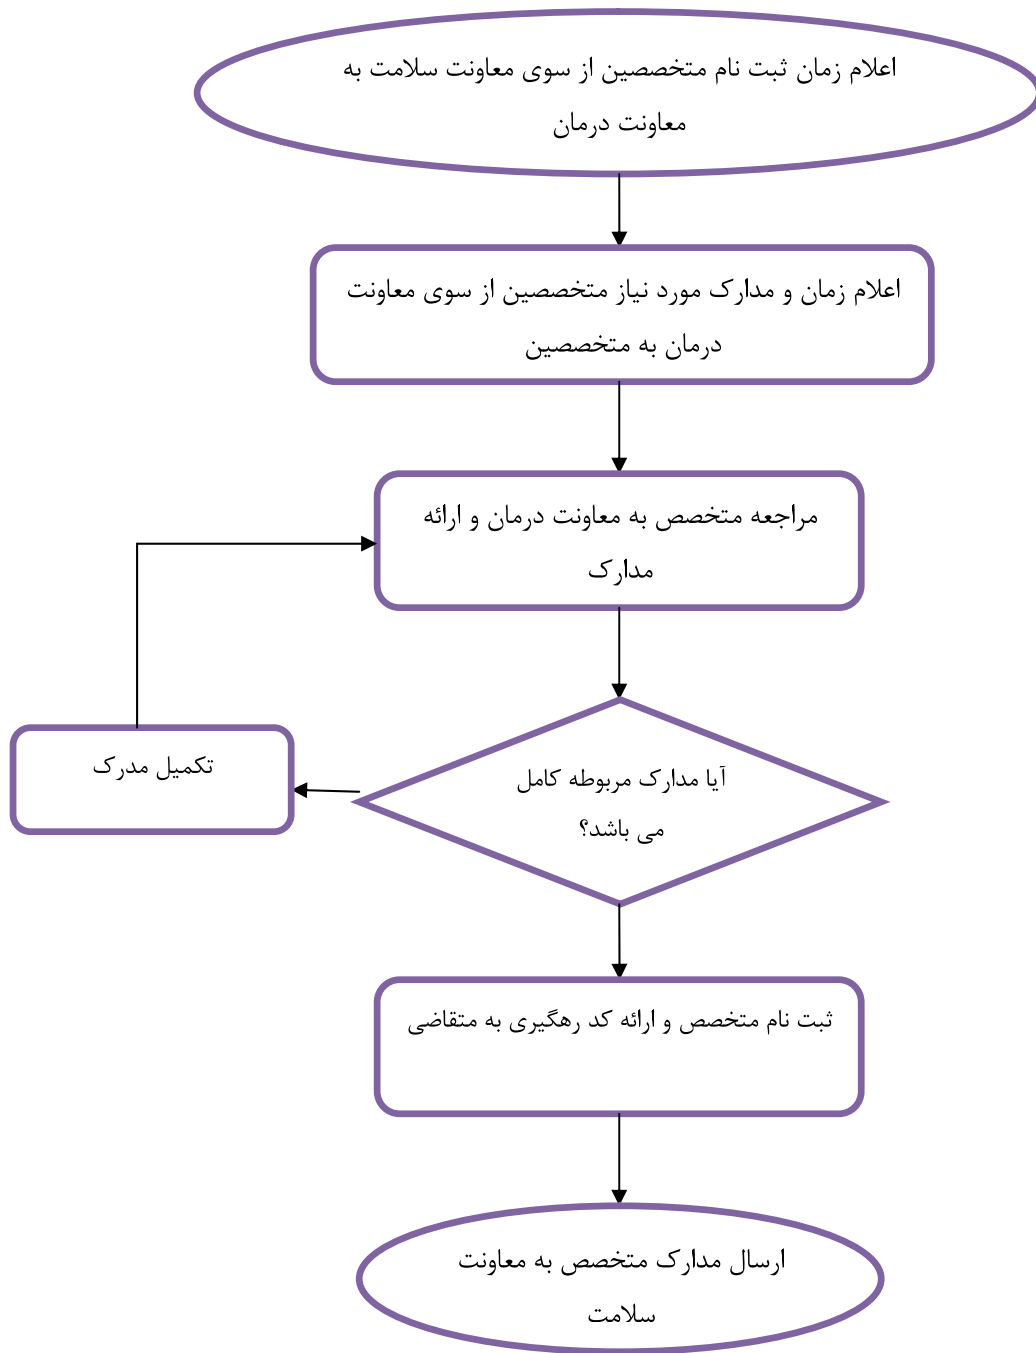 اعلام زمان ثبت نام متخصصین از سوی معاونت سلامت به
معاونت درمان
اعلام زمان و مدارک مورد نیاز متخصصین از سوی معاونت
درمان به متخصصین
مراجعه متخصص به معاونت درمان و ارائه
مدارک
آیا مدارک مربوطه کامل
می باشد؟
تکمیل مدرک
ثبت نام متخصص و ارائه کد رهگیری به متقاضی
ارسال مدارک متخصص به معاونت
سلامت